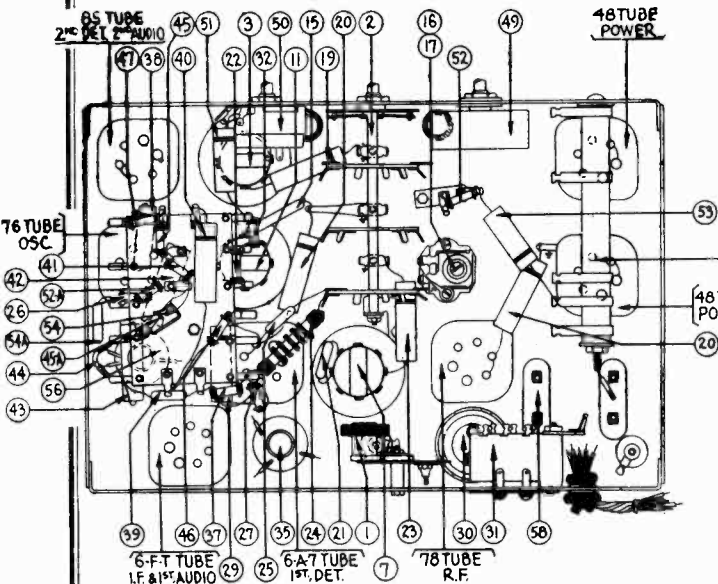 85 TUBE
2ND DET. 2ND AUDIO
45
51
3
50
15
20
2
16
17
49
48 TUBE
POWER
47
38
40
22
32
11
19
52
76 TUBE
OSC.
53
41
42
52A
26
54
54A
45A
44
56
43
48
PO
20
39
46
37
29
27
25
35
24
21
1
7
23
30
31
58
6-F-7 TUBE
I.F. & 1ST. AUDIO
6-A-7 TUBE
1ST. DET.
78 TUBE
R.F.